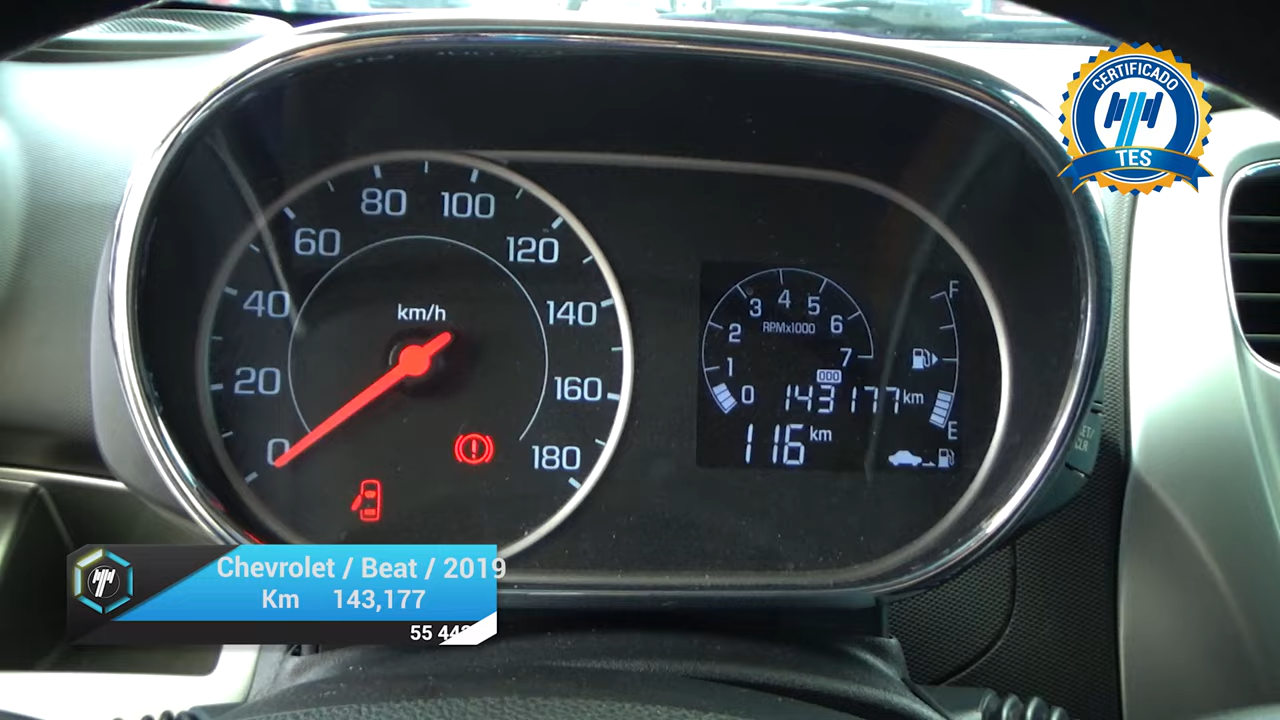 CERTIFICADO
TES
80
100
60
120
40
km/h
140
20
160
0
180
3
4
5
2
RPMx1000
6
1
7
0
000
143177 km
116 km
F
E
Chevrolet / Beat / 2019
Km 143,177
55